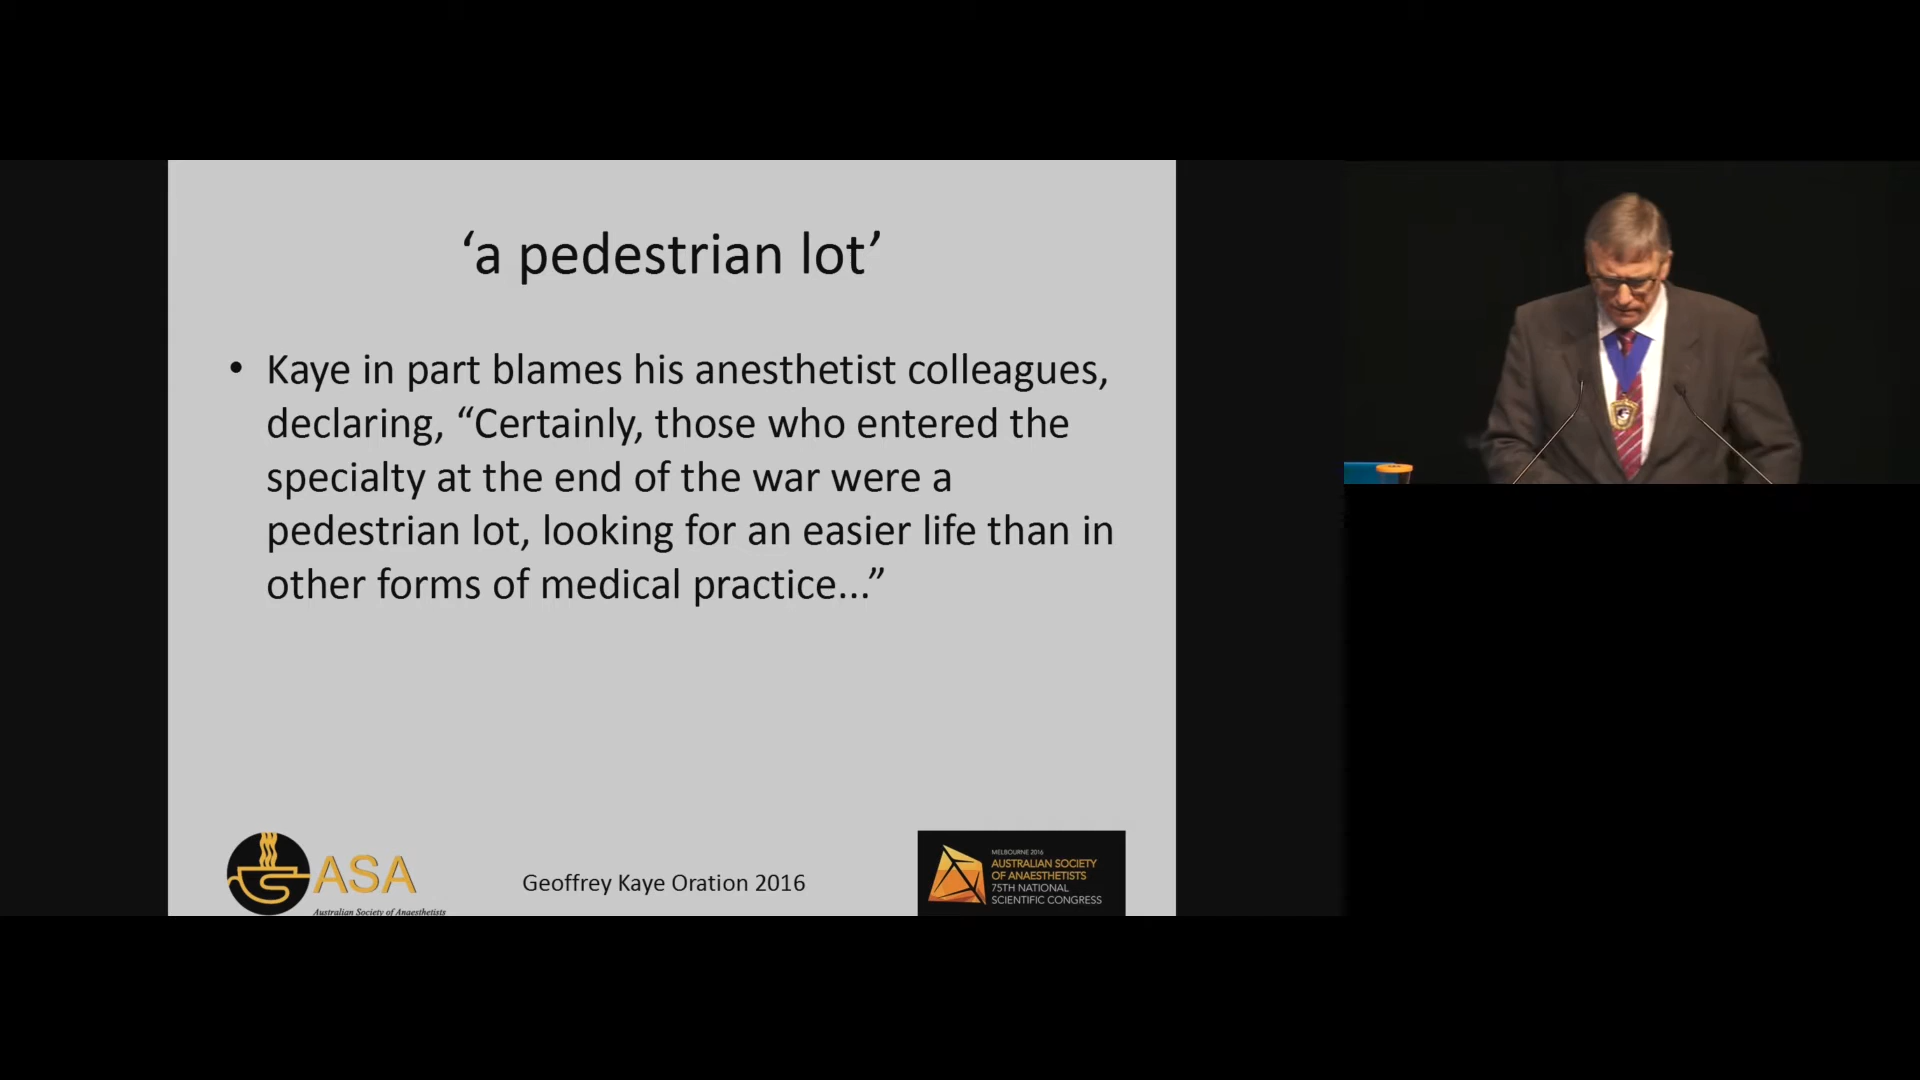 ‘a pedestrian lot’
• Kaye in part blames his anesthetist colleagues,
declaring, “Certainly, those who entered the
specialty at the end of the war were a
pedestrian lot, looking for an easier life than in
other forms of medical practice...”
ASA
Australian Society of Anaesthetists
Geoffrey Kaye Oration 2016
MELBOURNE 2016
AUSTRALIAN SOCIETY
OF ANAESTHETISTS
75TH NATIONAL
SCIENTIFIC CONGRESS